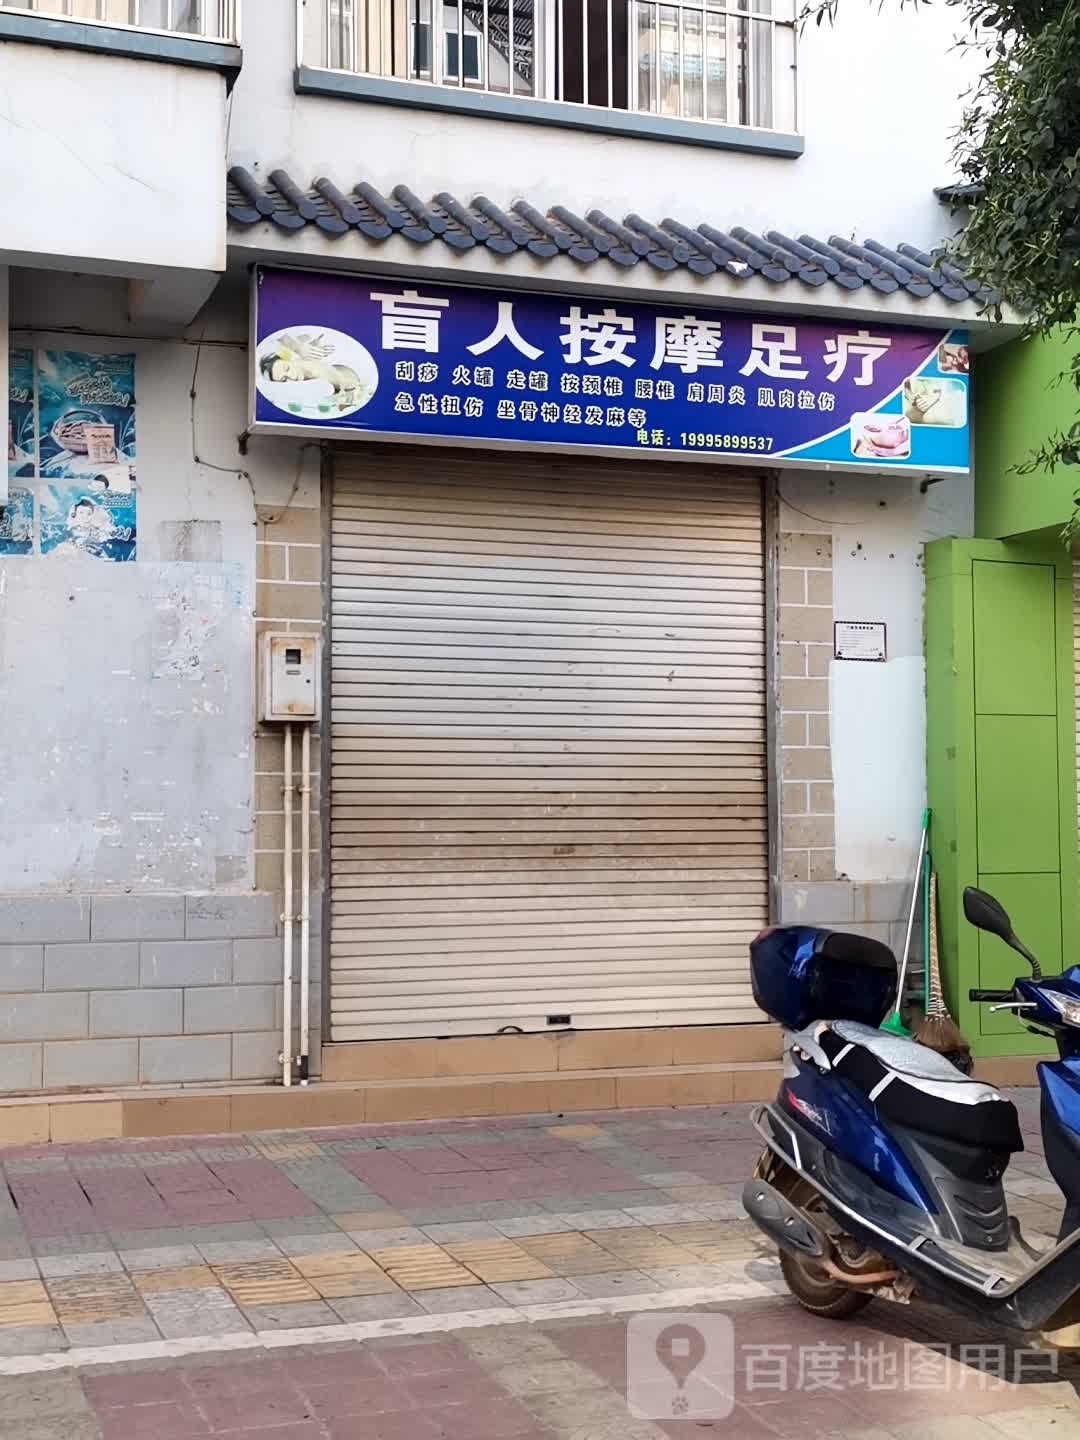 盲人按摩足疗
刮痧 火罐 走罐 按颈椎 腰椎 肩周炎 肌肉拉伤
急性扭伤 坐骨神经发麻等
电话：19995899537
百度地图用户